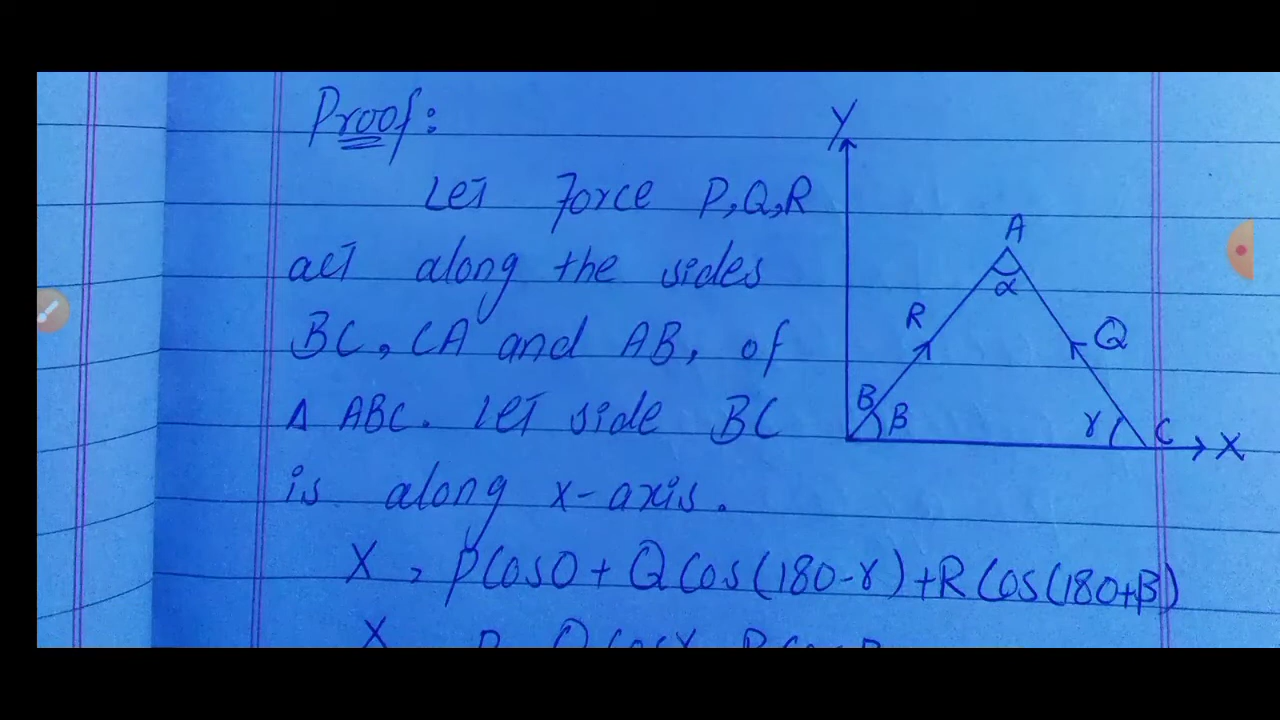 Proof:
Let Force P,Q,R
act along the sides
BC, CA and AB, of
Δ ABC. Let side BC
is along x-axis.
X = PCos0 + QCos(180-γ)+RCos(180+β)
Y
A
α
R
Q
B
β
γ
C
X